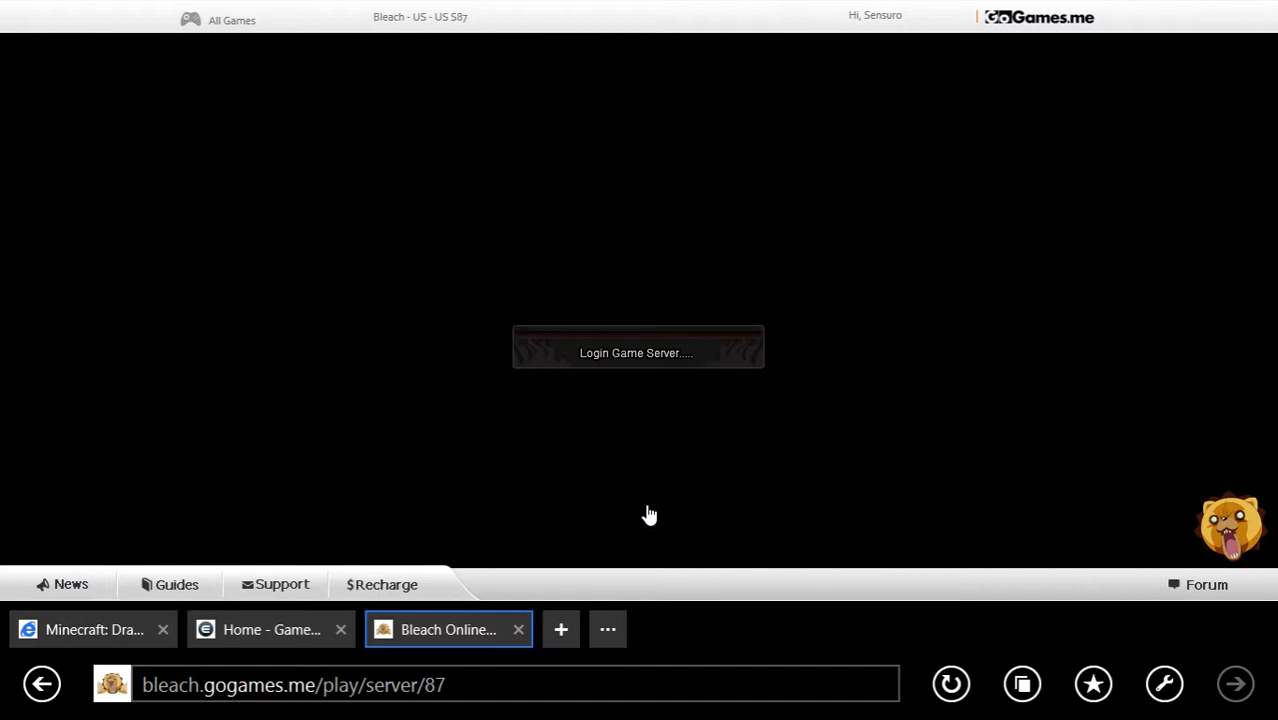 All Games
Bleach - US - US S87
Hi, Sensuro
GoGames.me
Login Game Server.....
News
Guides
Support
$Recharge
Forum
Minecraft: Dra...
Home - Game...
Bleach Online...
bleach.gogames.me/play/server/87